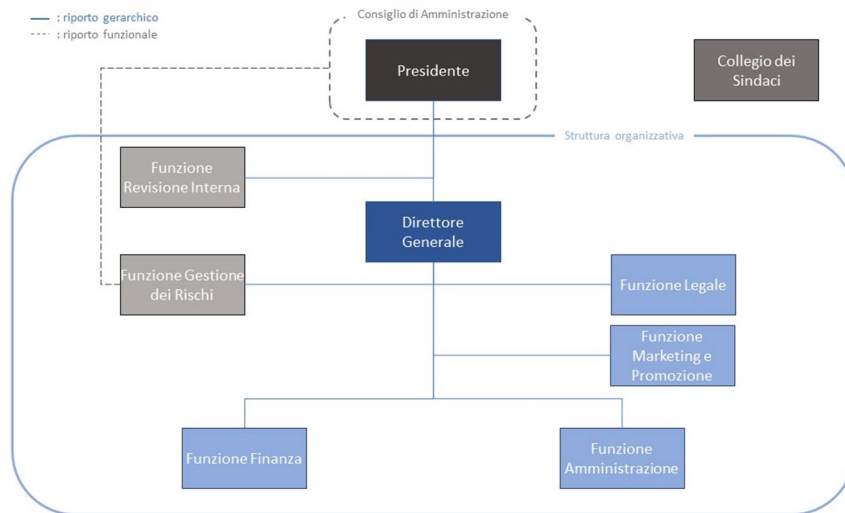 : riporto gerarchico
: riporto funzionale
Consiglio di Amministrazione
Presidente
Collegio dei
Sindaci
Struttura organizzativa
Funzione
Revisione Interna
Direttore
Generale
Funzione Gestione
dei Rischi
Funzione Legale
Funzione
Marketing e
Promozione
Funzione Finanza
Funzione
Amministrazione